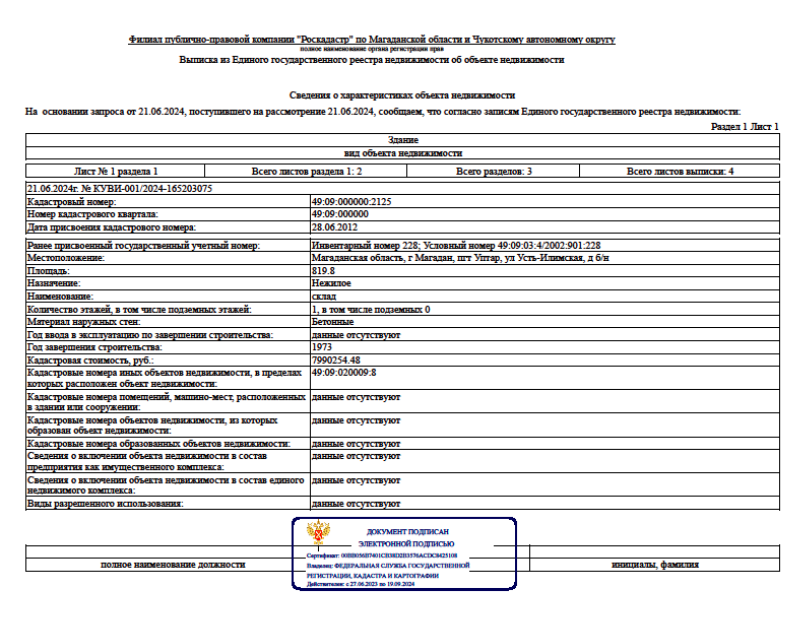 Филиал публично-правовой компании "Роскадастр" по Магаданской области и Чукотскому автономному округу
полное наименование органа регистрации прав
Выписка из Единого государственного реестра недвижимости об объекте недвижимости
Сведения о характеристиках объекта недвижимости
На основании запроса от 21.06.2024, поступившего на рассмотрение 21.06.2024, сообщаем, что согласно записям Единого государственного реестра недвижимости:
Раздел 1 Лист 1
Здание
вид объекта недвижимости
Лист № 1 раздела 1 Всего листов раздела 1: 2 Всего разделов: 3 Всего листов выписки: 4
21.06.2024г. № КУВИ-001/2024-165203075
Кадастровый номер: 49:09:000000:2125
Номер кадастрового квартала: 49:09:000000
Дата присвоения кадастрового номера: 28.06.2012
Ранее присвоенный государственный учетный номер: Инвентарный номер 228; Условный номер 49:09:03:4/2002:901:228
Местоположение: Магаданская область, г Магадан, пгт Уптар, ул Усть-Илимская, д б/н
Площадь: 819.8
Назначение: Нежилое
Наименование: склад
Количество этажей, в том числе подземных этажей: 1, в том числе подземных 0
Материал наружных стен: Бетонные
Год ввода в эксплуатацию по завершении строительства: данные отсутствуют
Год завершения строительства: 1973
Кадастровая стоимость, руб.: 7990254.48
Кадастровые номера иных объектов недвижимости, в пределах 49:09:020009:8
которых расположен объект недвижимости:
Кадастровые номера помещений, машино-мест, расположенных данные отсутствуют
в здании или сооружении:
Кадастровые номера объектов недвижимости, из которых данные отсутствуют
образован объект недвижимости:
Кадастровые номера образованных объектов недвижимости: данные отсутствуют
Сведения о включении объекта недвижимости в состав данные отсутствуют
предприятия как имущественного комплекса:
Сведения о включении объекта недвижимости в состав единого данные отсутствуют
недвижимого комплекса:
Виды разрешенного использования: данные отсутствуют
ДОКУМЕНТ ПОДПИСАН
ЭЛЕКТРОННОЙ ПОДПИСЬЮ
Сертификат:
Владелец: ФЕДЕРАЛЬНАЯ СЛУЖБА ГОСУДАРСТВЕННОЙ
РЕГИСТРАЦИИ, КАДАСТРА И КАРТОГРАФИИ
Действителен: с 27.06.2023 по 19.09.2024
полное наименование должности инициалы, фамилия